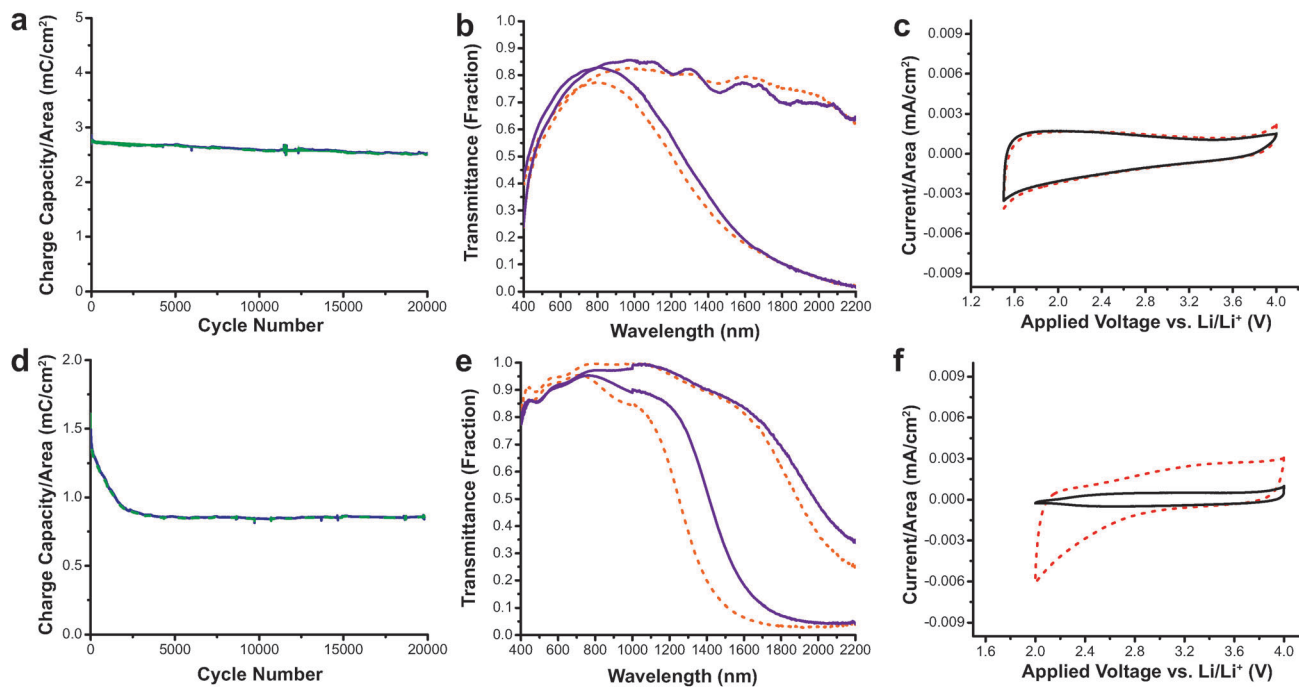 a
Charge Capacity/Area (mC/cm²)
5
4
3
2
1
0
0 5000 10000 15000 20000
Cycle Number
b
Transmittance (Fraction)
1.0
0.9
0.8
0.7
0.6
0.5
0.4
0.3
0.2
0.1
0.0
400 600 800 1000 1200 1400 1600 1800 2000 2200
Wavelength (nm)
c
Current/Area (mA/cm²)
0.009
0.006
0.003
0.000
-0.003
-0.006
-0.009
1.2 1.6 2.0 2.4 2.8 3.2 3.6 4.0
Applied Voltage vs. Li/Li⁺ (V)
d
Charge Capacity/Area (mC/cm²)
2.0
1.5
1.0
0.5
0.0
0 5000 10000 15000 20000
Cycle Number
e
Transmittance (Fraction)
1.0
0.9
0.8
0.7
0.6
0.5
0.4
0.3
0.2
0.1
0.0
400 600 800 1000 1200 1400 1600 1800 2000 2200
Wavelength (nm)
f
Current/Area (mA/cm²)
0.009
0.006
0.003
0.000
-0.003
-0.006
-0.009
1.6 2.0 2.4 2.8 3.2 3.6 4.0
Applied Voltage vs. Li/Li⁺ (V)